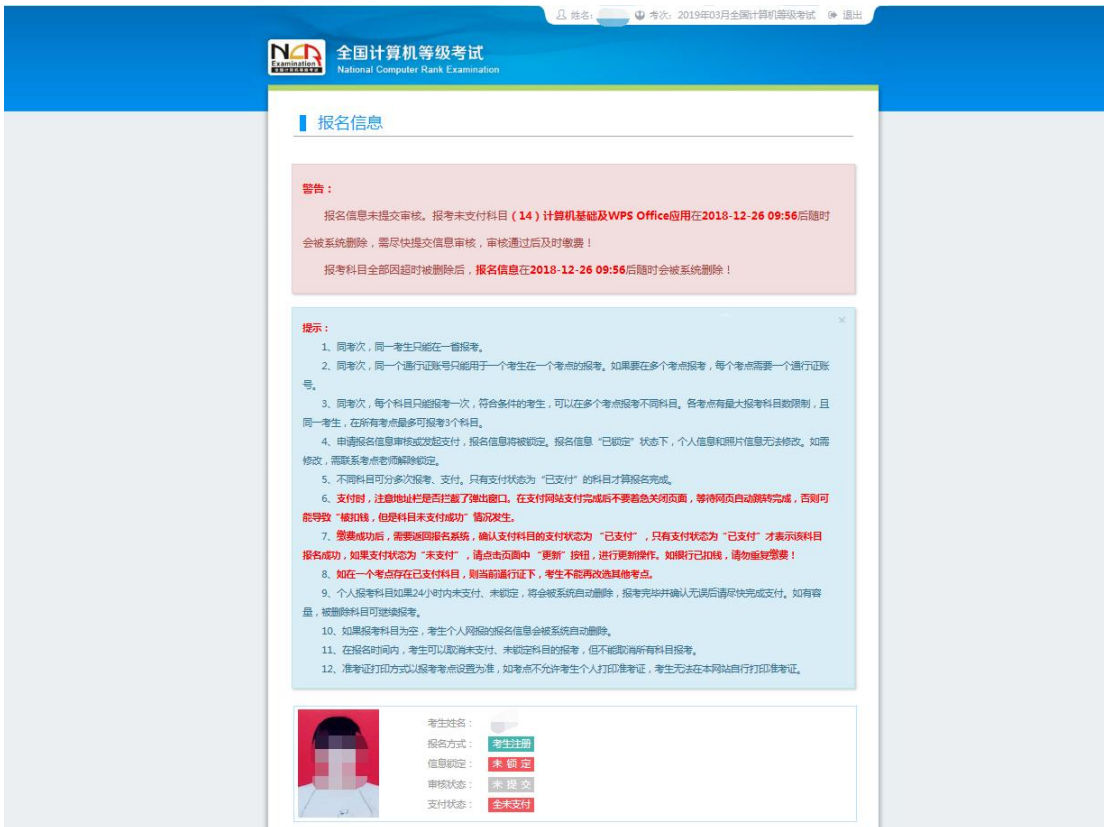 姓名: 考次: 2019年03月全国计算机等级考试 退出
NCR
Examination
全国计算机等级考试
National Computer Rank Examination
报名信息
警告：
报名信息未提交审核。报考未支付科目（14）计算机基础及WPS Office应用在2018-12-26 09:56后随时
会被系统删除，需尽快提交信息审核，审核通过后及时缴费！
报考科目全部因超时被删除后，报名信息在2018-12-26 09:56后随时会被系统删除！
提示：
×
1、同考次，同一考生只能在一省报考。
2、同考次，同一个通行证账号只能用于一个考生在一个考点的报考。如果要在多个考点报考，每个考点需要一个通行证账
号。
3、同考次，每个科目只能报考一次，符合条件的考生，可以在多个考点报考不同科目。各考点有最大报考科目数限制，且
同一考生，在所有考点最多可报考3个科目。
4、申请报名信息审核或发起支付，报名信息将被锁定。报名信息“已锁定”状态下，个人信息和照片信息无法修改。如需
修改，需联系考点老师解除锁定。
5、不同科目可分多次报考、支付。只有支付状态为“已支付”的科目才算报名完成。
6、支付时，注意地址栏是否拦截了弹出窗口。在支付网站支付完成后不要着急关闭页面，等待网页自动跳转完成，否则可
能导致“被扣钱，但是科目未支付成功”情况发生。
7、缴费成功后，需要返回报名系统，确认支付科目的支付状态为“已支付”，只有支付状态为“已支付”才表示该科目
报名成功，如果支付状态为“未支付”，请点击页面中“更新”按钮，进行更新操作。如银行已扣钱，请勿重复缴费！
8、如在一个考点存在已支付科目，则当前通行证下，考生不能再改选其他考点。
9、个人报考科目如果24小时内未支付、未锁定，将会被系统自动删除，报考完毕并确认无误后请尽快完成支付。如有容
量，被删除科目可继续报考。
10、如果报考科目为空，考生个人网报的报名信息会被系统自动删除。
11、在报名时间内，考生可以取消未支付、未锁定科目的报考，但不能取消所有科目报考。
12、准考证打印方式以报考考点设置为准，如考点不允许考生个人打印准考证，考生无法在本网站自行打印准考证。
考生姓名：
报名方式： 考生注册
信息锁定： 未 锁 定
审核状态： 未 提 交
支付状态： 全未支付